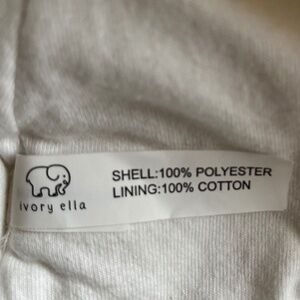 SHELL:100% POLYESTER
LINING:100% COTTON
ivory ella